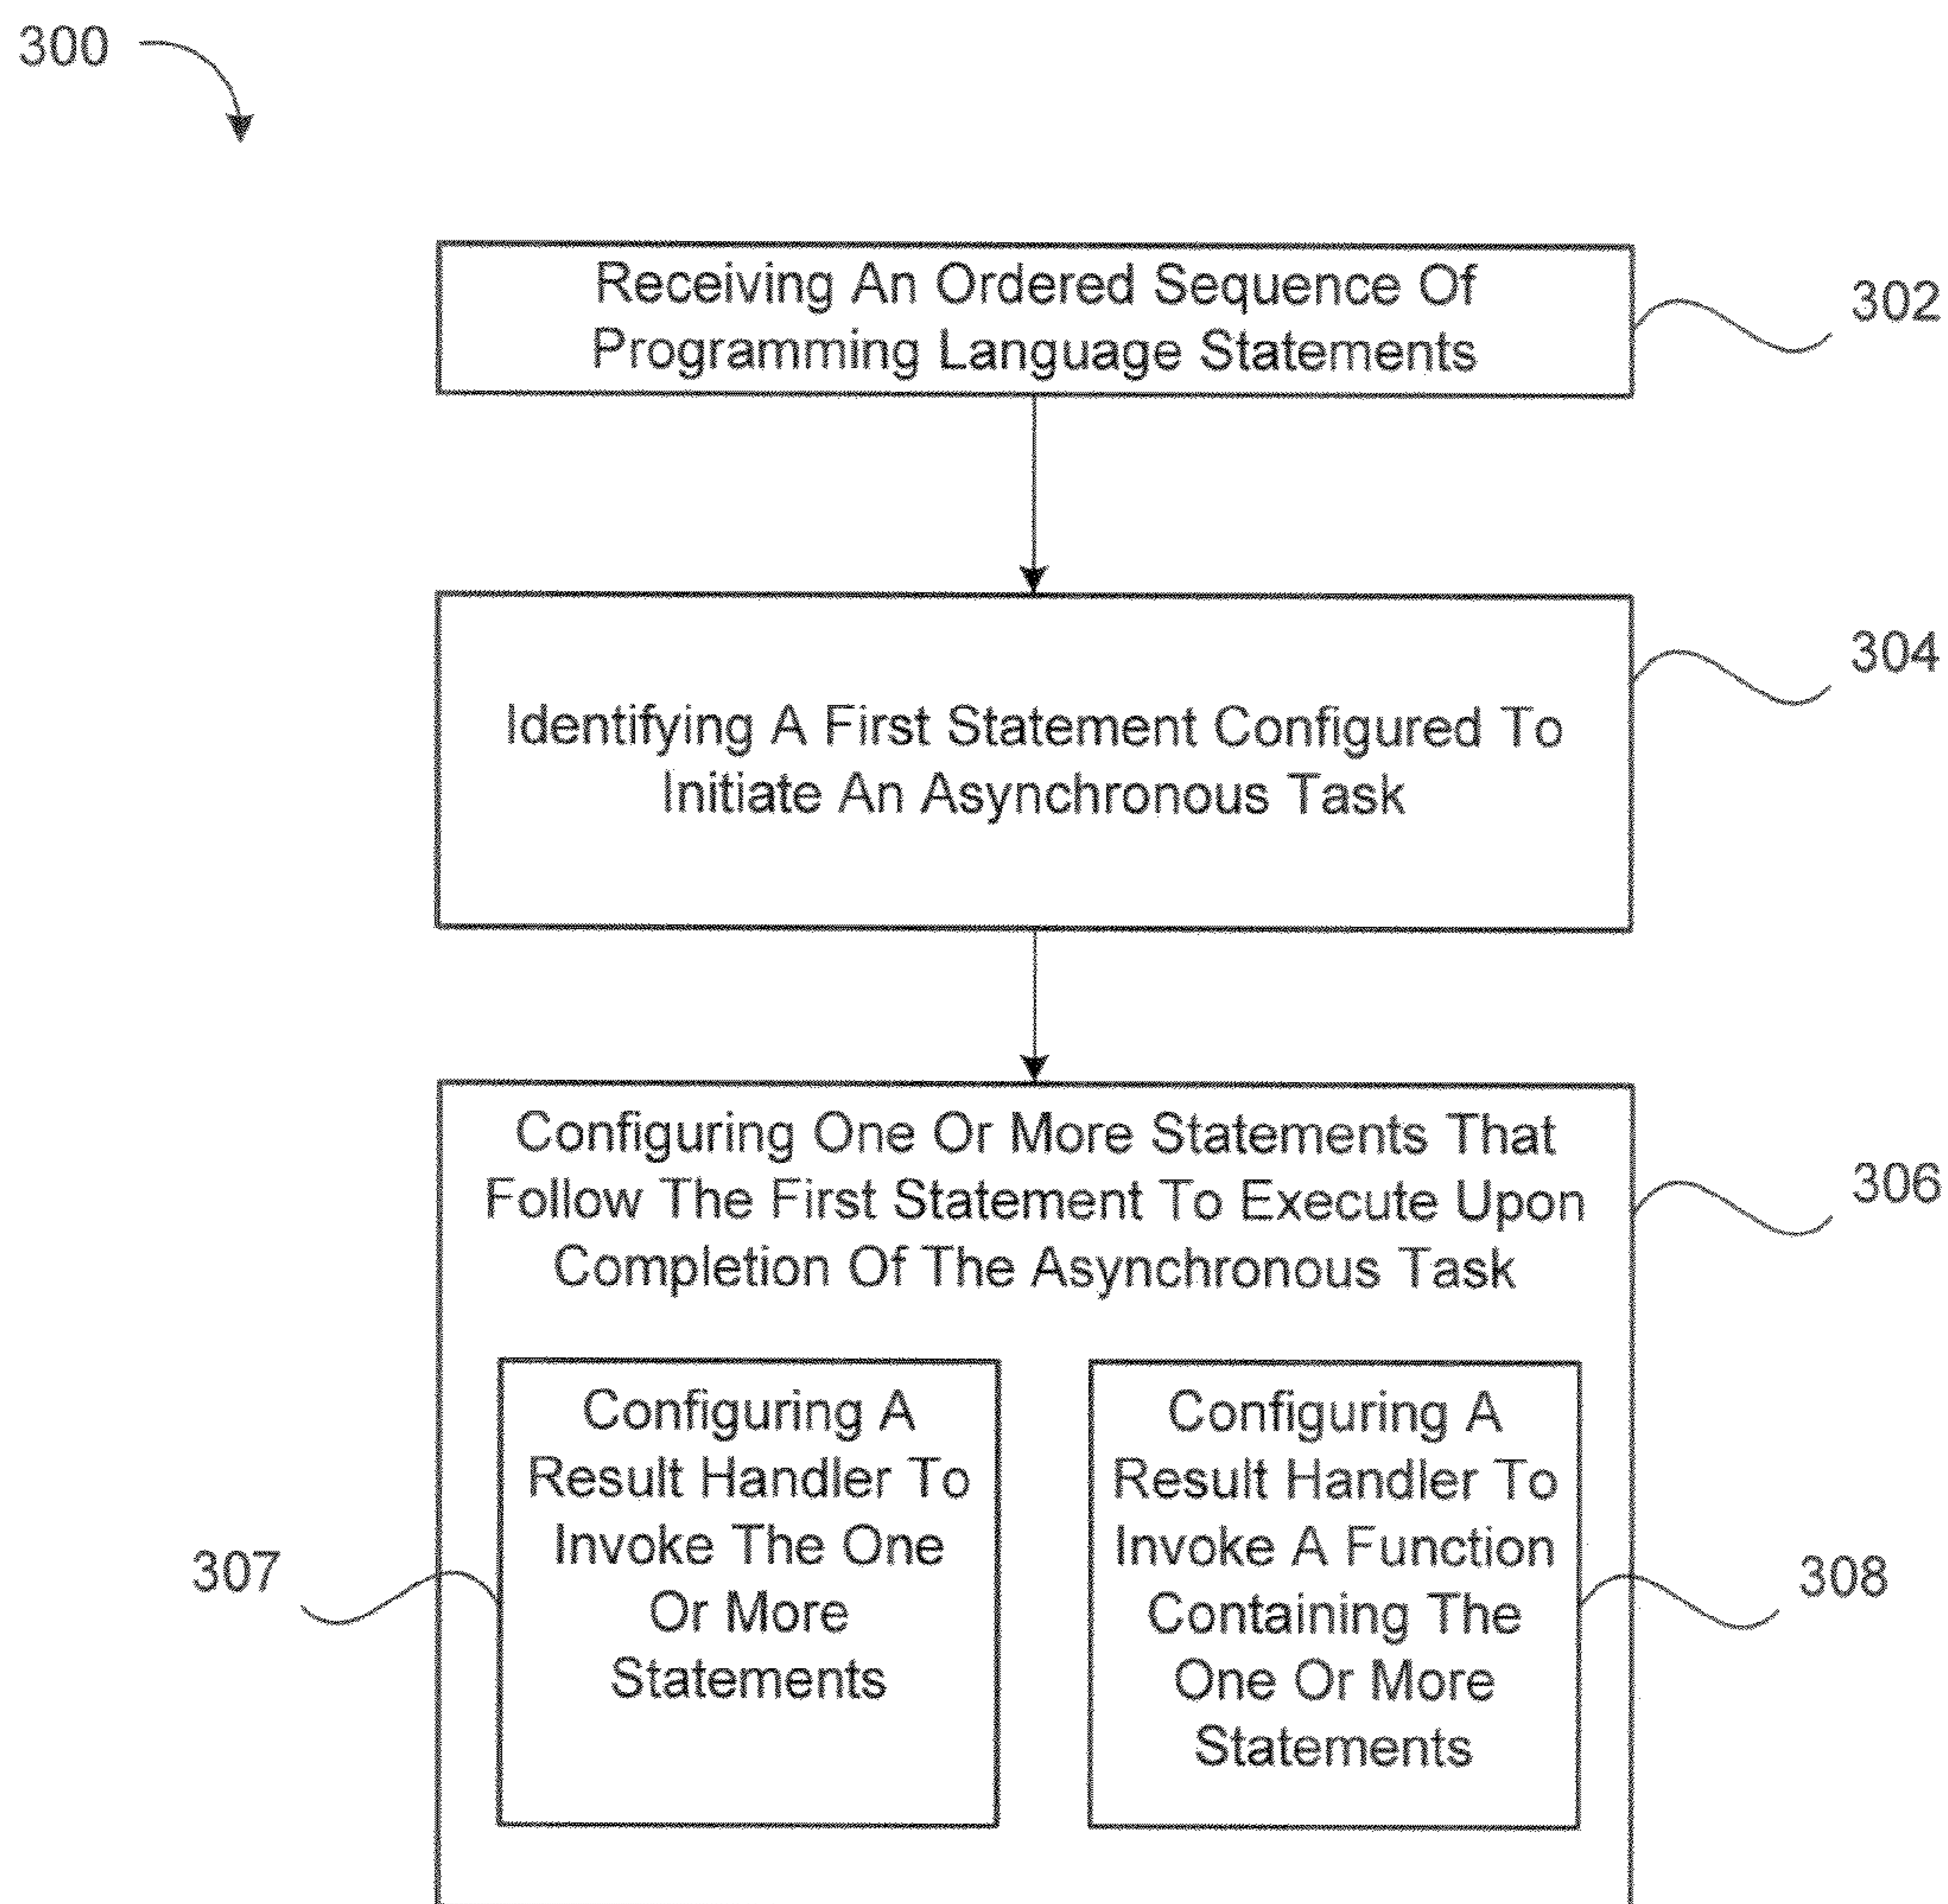 300
Receiving An Ordered Sequence Of
Programming Language Statements
302
Identifying A First Statement Configured To
Initiate An Asynchronous Task
304
Configuring One Or More Statements That
Follow The First Statement To Execute Upon
Completion Of The Asynchronous Task
306
Configuring A
Result Handler To
Invoke The One
Or More
Statements
307
Configuring A
Result Handler To
Invoke A Function
Containing The
One Or More
Statements
308